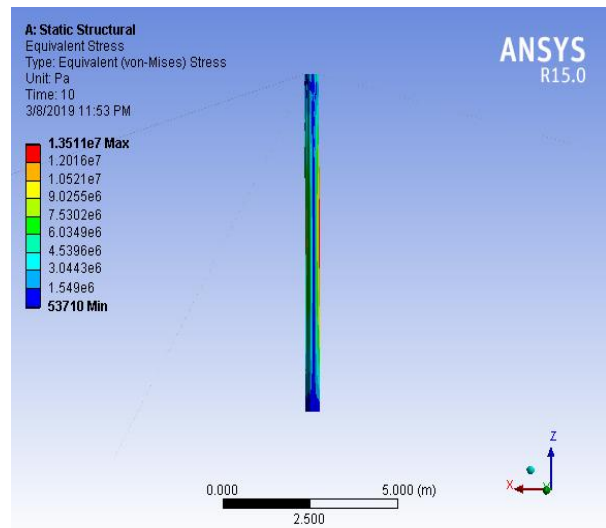 A: Static Structural
Equivalent Stress
Type: Equivalent (von-Mises) Stress
Unit: Pa
Time: 10
3/8/2019 11:53 PM
ANSYS
R15.0
1.3511e7 Max
1.2016e7
1.0521e7
9.0255e6
7.5302e6
6.0349e6
4.5396e6
3.0443e6
1.549e6
53710 Min
Z
X
0.000 5.000 (m)
2.500